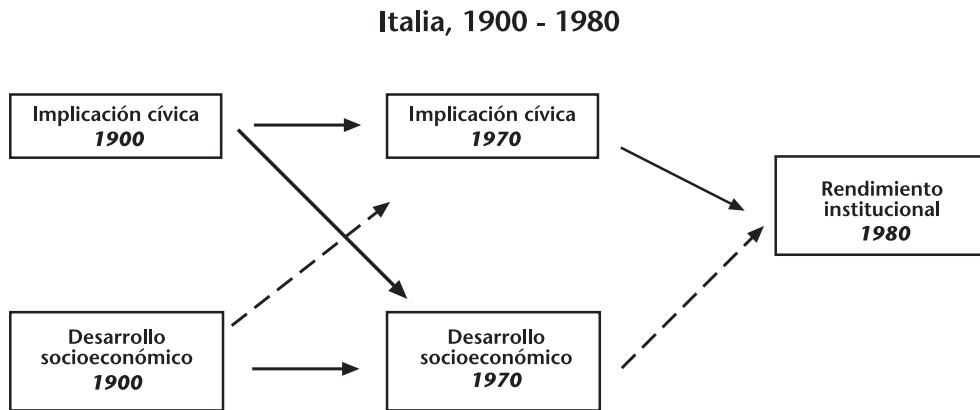 Italia, 1900 - 1980
Implicación cívica
1900
Implicación cívica
1970
Rendimiento
institucional
1980
Desarrollo
socioeconómico
1900
Desarrollo
socioeconómico
1970